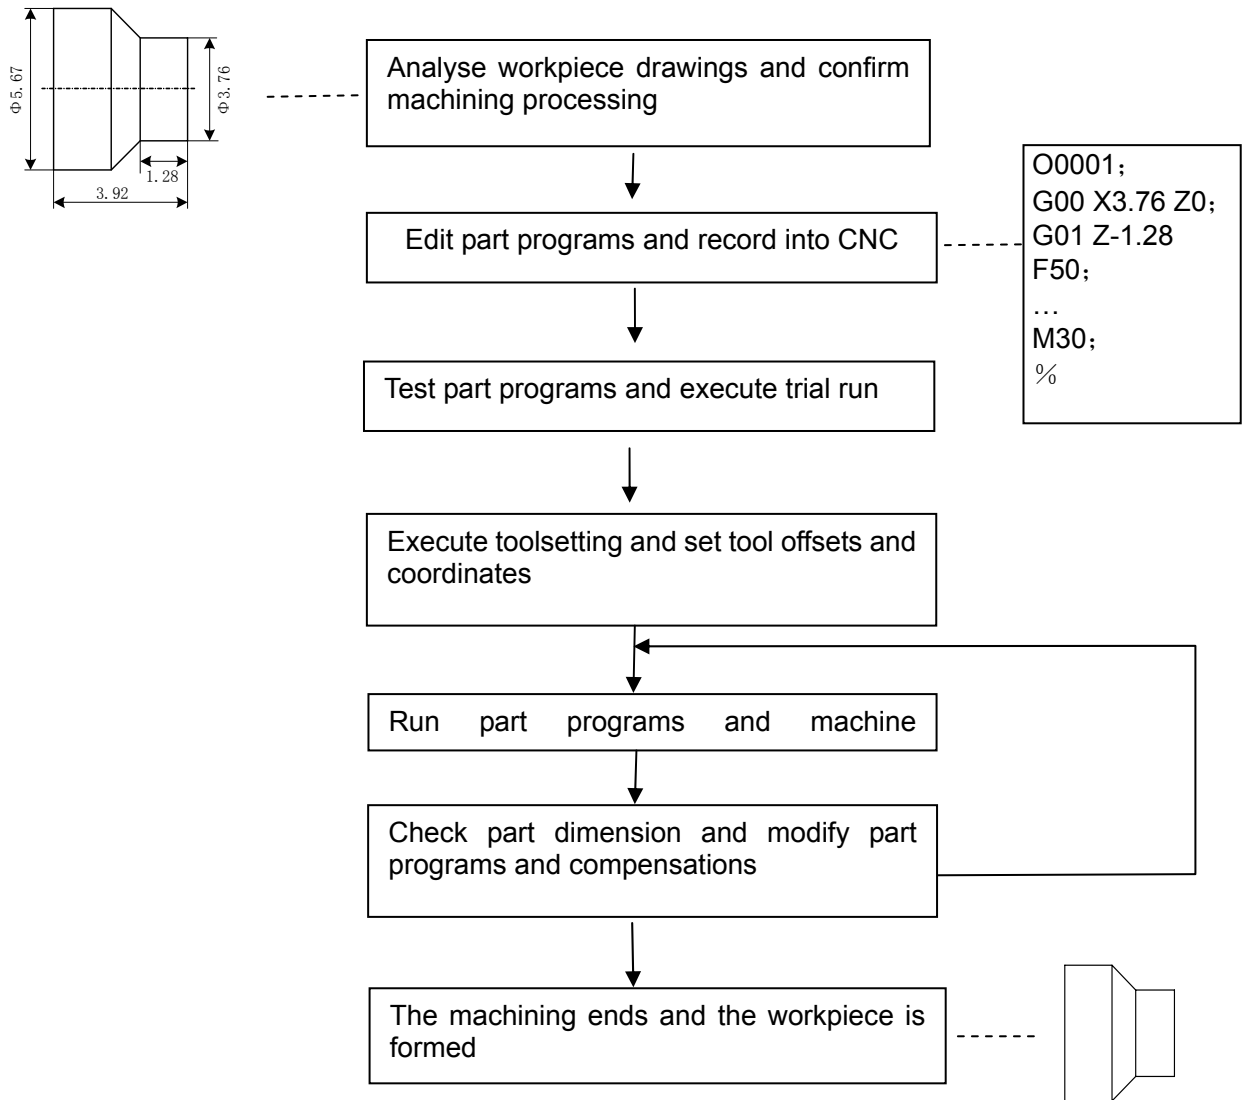 Φ5.67
Φ3.76
1.28
3.92
Analyse workpiece drawings and confirm
machining processing
Edit part programs and record into CNC
O0001；
G00 X3.76 Z0；
G01 Z-1.28
F50；
…
M30；
％
Test part programs and execute trial run
Execute toolsetting and set tool offsets and
coordinates
Run part programs and machine
Check part dimension and modify part
programs and compensations
The machining ends and the workpiece is
formed